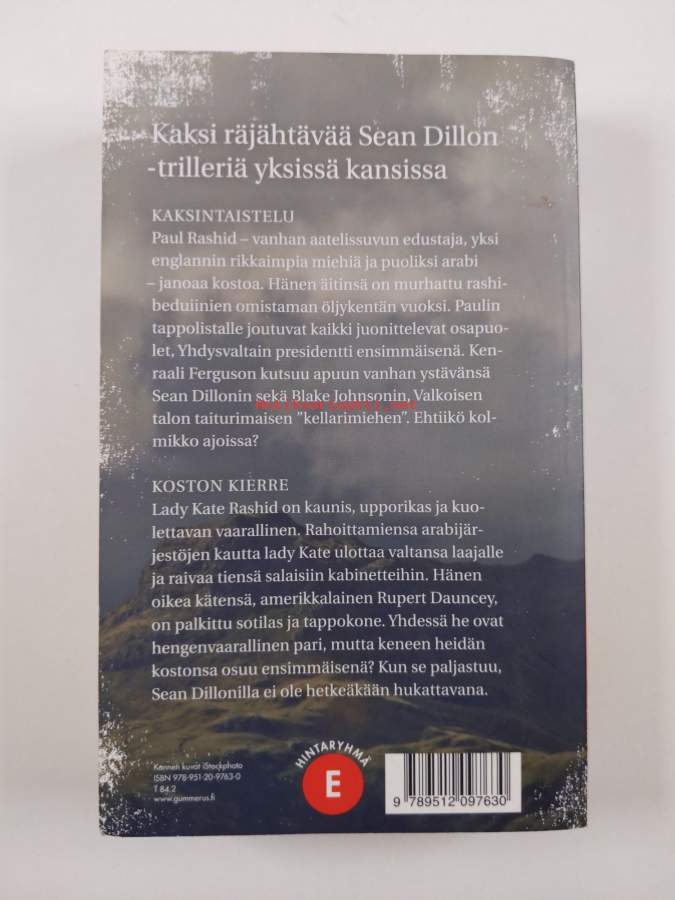 Kaksi räjähtävää Sean Dillon
-trilleriä yksissä kansissa
KAKSINTAISTELU
Paul Rashid – vanhan aatelissuvun edustaja, yksi
englannin rikkaimpia miehiä ja puoliksi arabi
– janoaa kostoa. Hänen äitinsä on murhattu rashi-
beduiinien omistaman öljykentän vuoksi. Paulin
tappolistalle joutuvat kaikki juonittelevat osapuo-
let, Yhdysvaltain presidentti ensimmäisenä. Ken-
raali Ferguson kutsuu apuun vanhan ystävänsä
Sean Dillonin sekä Blake Johnsonin, Valkoisen
talon taiturimaisen ”kellarimiehen”. Ehtiikö kol-
mikko ajoissa?
KOSTON KIERRE
Lady Kate Rashid on kaunis, upporikas ja kuo-
lettavan vaarallinen. Rahoittamiensa arabijär-
jestöjen kautta lady Kate ulottaa valtansa laajalle
ja raivaa tiensä salaisiin kabinetteihin. Hänen
oikea kätensä, amerikkalainen Rupert Dauncey,
on palkittu sotilas ja tappokone. Yhdessä he ovat
hengenvaarallinen pari, mutta keneen heidän
kostonsa osuu ensimmäisenä? Kun se paljastuu,
Sean Dillonilla ei ole hetkeäkään hukattavana.
Kannen kuvat iStockphoto
ISBN 978-951-20-9763-0
T 84.2
www.gummerus.fi
HINTARYHMÄ
E
9 789512 097630